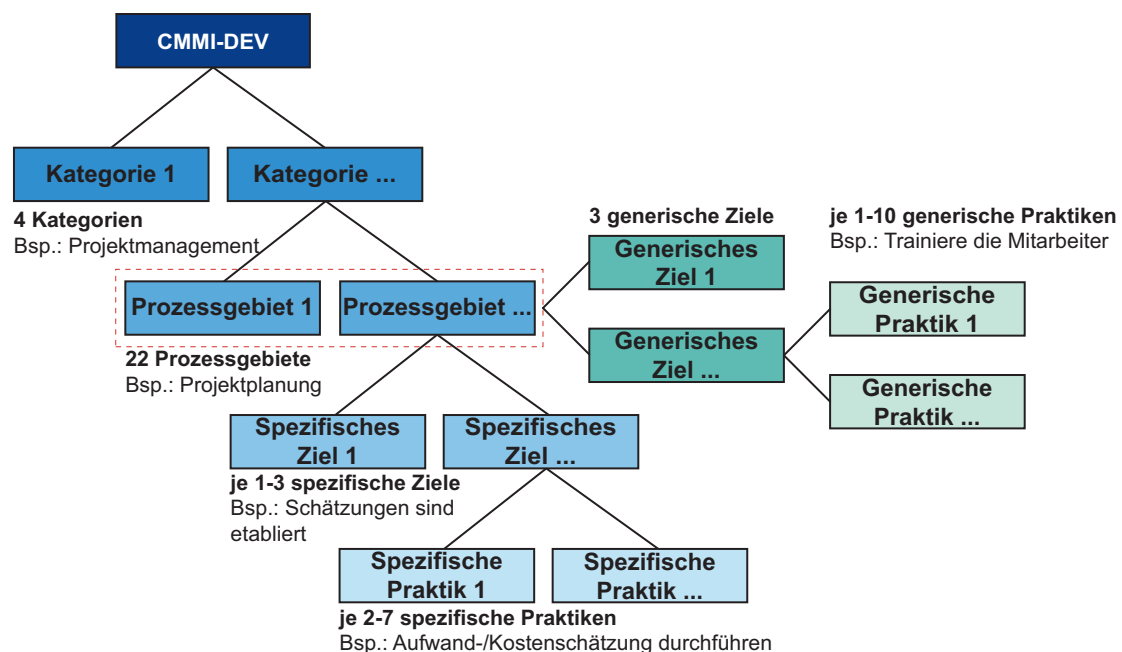 CMMI-DEV
Kategorie 1
Kategorie ...
4 Kategorien
Bsp.: Projektmanagement
3 generische Ziele
je 1-10 generische Praktiken
Bsp.: Trainiere die Mitarbeiter
Generisches
Ziel 1
Prozessgebiet 1
Prozessgebiet ...
Generische
Praktik 1
Generisches
Ziel ...
22 Prozessgebiete
Bsp.: Projektplanung
Generische
Praktik ...
Spezifisches
Ziel 1
Spezifisches
Ziel ...
je 1-3 spezifische Ziele
Bsp.: Schätzungen sind
etabliert
Spezifische
Praktik 1
Spezifische
Praktik ...
je 2-7 spezifische Praktiken
Bsp.: Aufwand-/Kostenschätzung durchführen